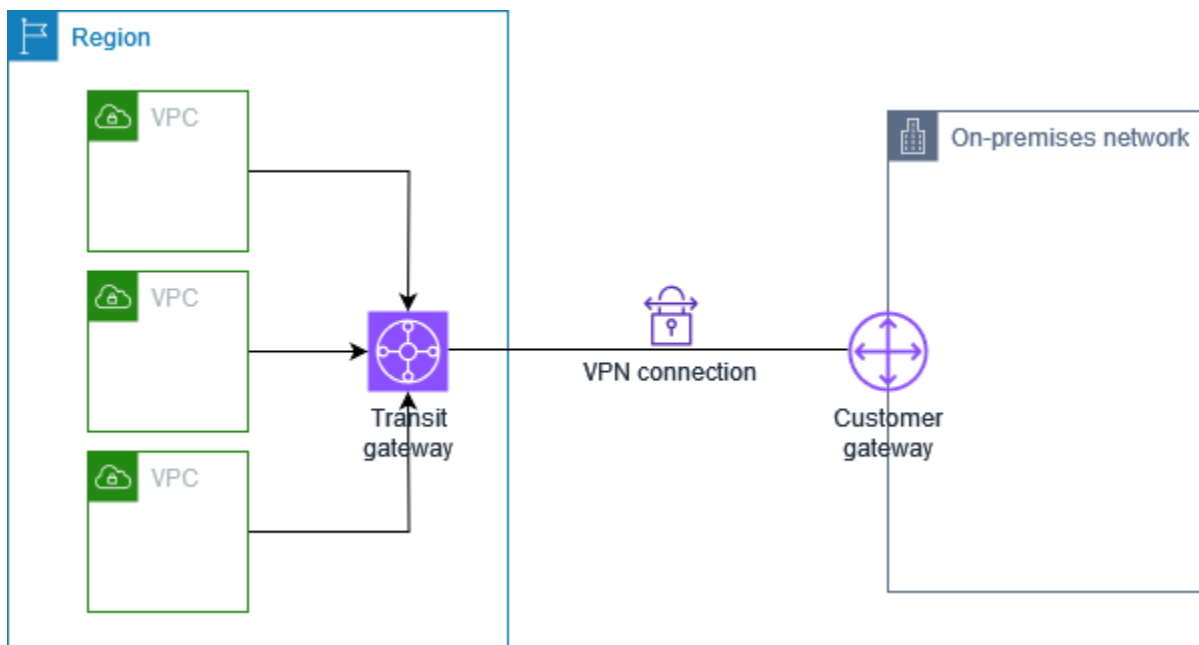 Region
VPC
On-premises network
VPC
VPN connection
Transit
gateway
Customer
gateway
VPC